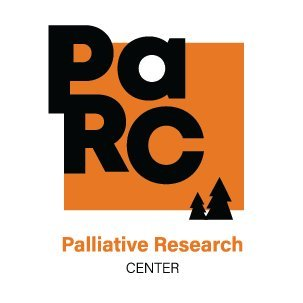 Pa
RC
Palliative Research
CENTER